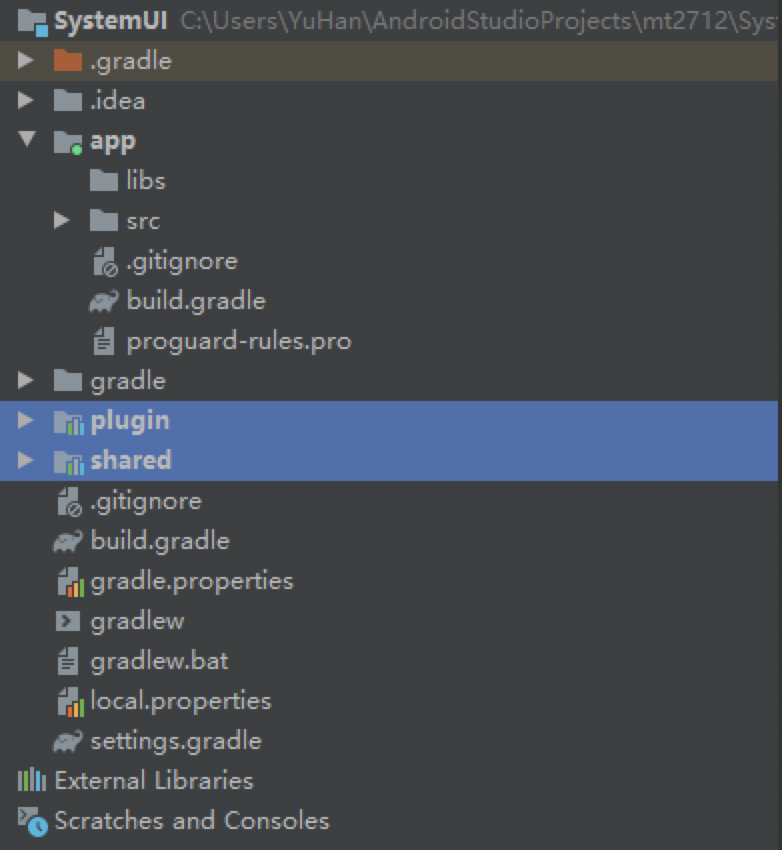 SystemUI C:\Users\YuHan\AndroidStudioProjects\mt2712\Sys
.gradle
.idea
app
libs
src
.gitignore
build.gradle
proguard-rules.pro
gradle
plugin
shared
.gitignore
build.gradle
gradle.properties
gradlew
gradlew.bat
local.properties
settings.gradle
External Libraries
Scratches and Consoles